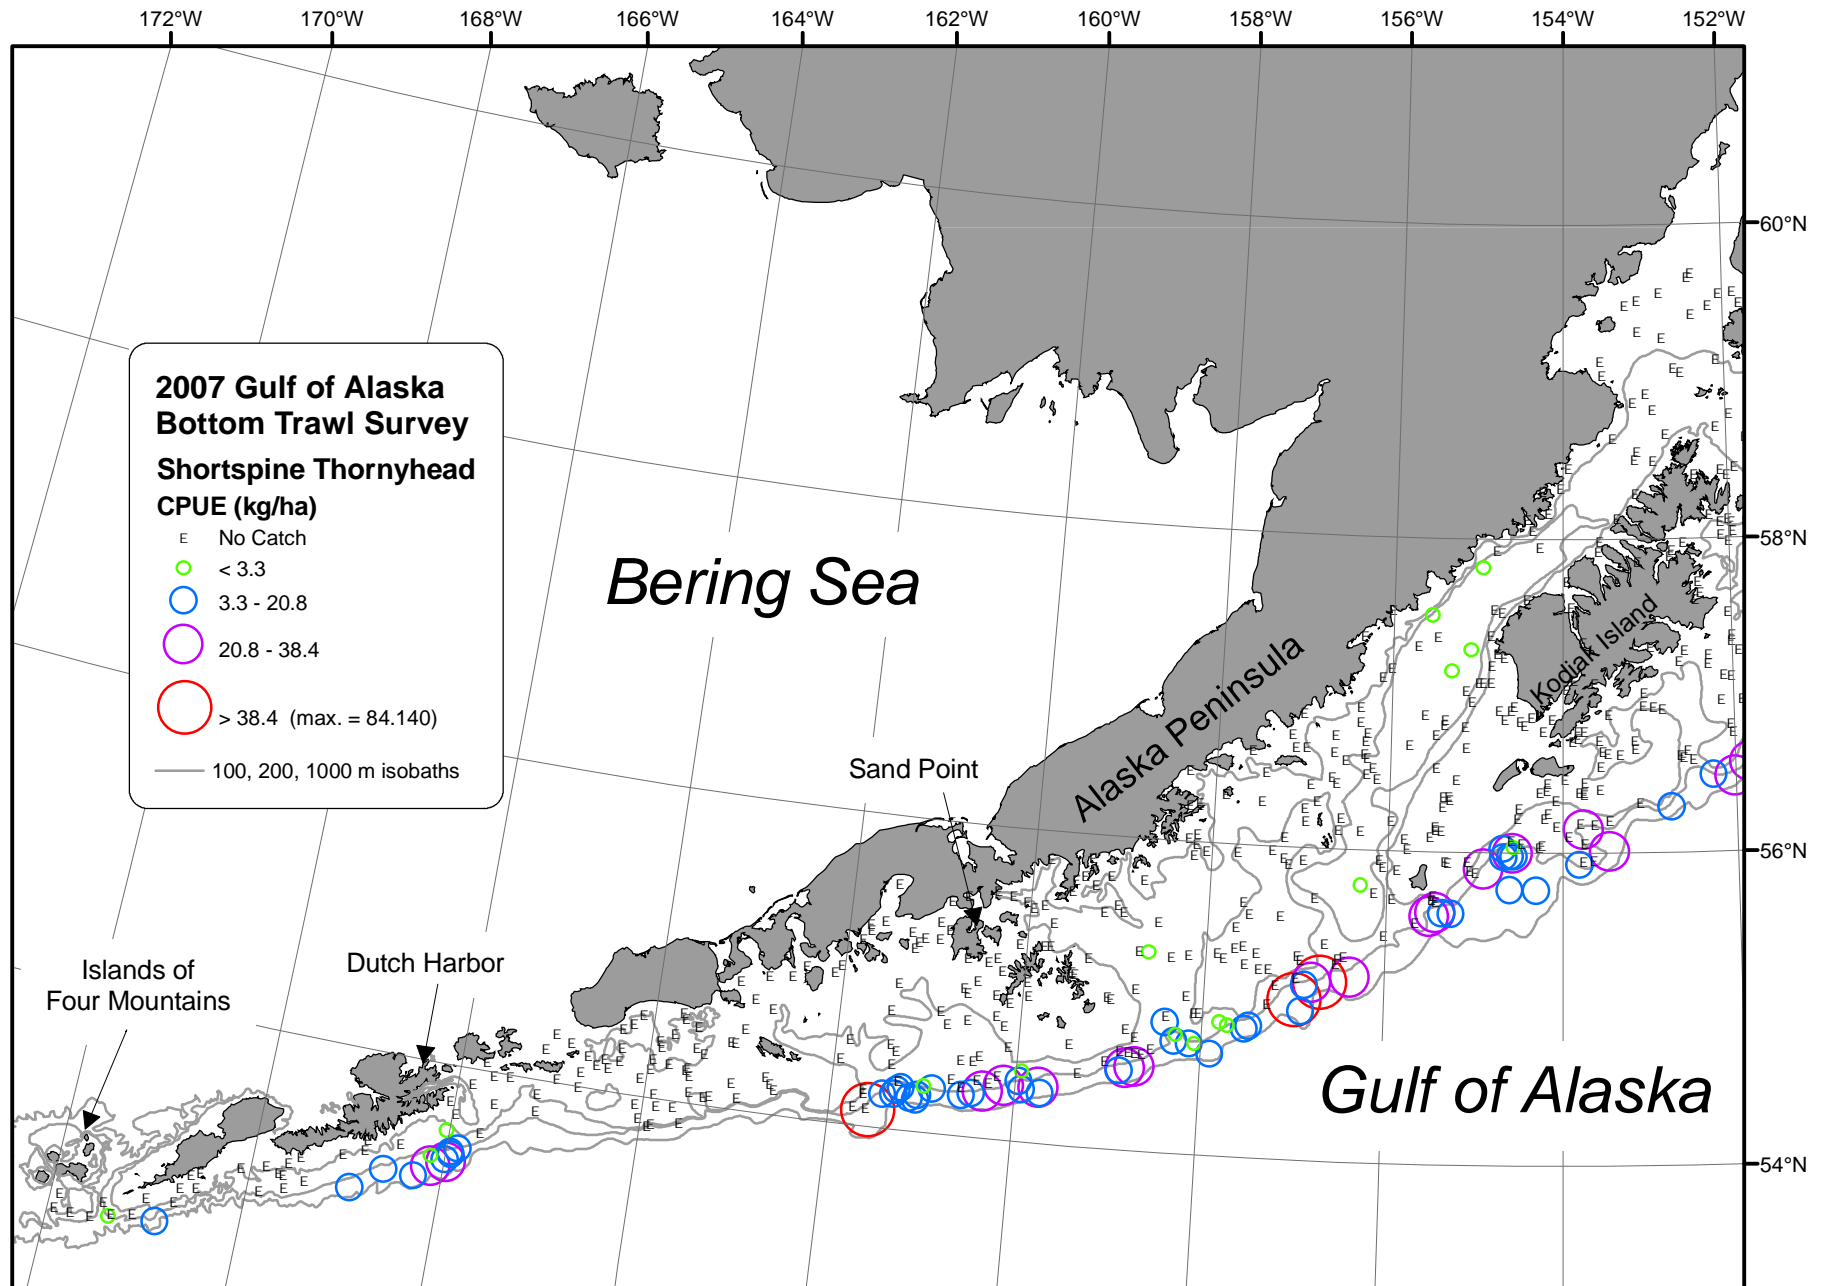 172°W 170°W 168°W 166°W 164°W 162°W 160°W 158°W 156°W 154°W 152°W
60°N
2007 Gulf of Alaska
Bottom Trawl Survey
Shortspine Thornyhead
CPUE (kg/ha)
E No Catch
< 3.3
3.3 - 20.8
20.8 - 38.4
> 38.4 (max. = 84.140)
100, 200, 1000 m isobaths
Bering Sea
58°N
Kodiak Island
Alaska Peninsula
Sand Point
56°N
Dutch Harbor
Islands of
Four Mountains
Gulf of Alaska
54°N